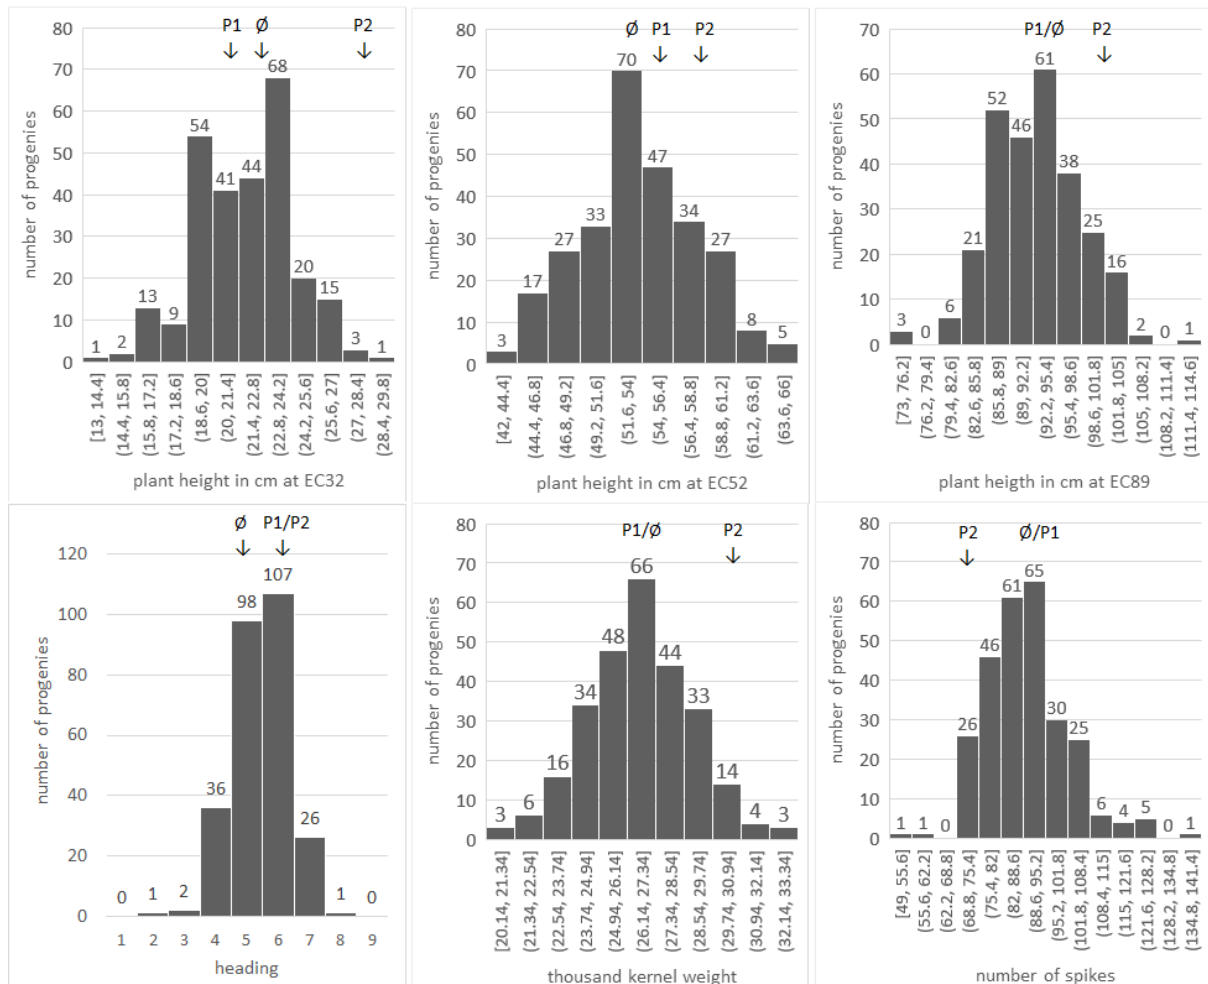 P1 Ø P2
80
70
60
50
40
30
20
10
0
number of progenies
1 2 13 9 54 41 44 68 20 15 3 1
[13, 14.4] (14.4, 15.8] (15.8, 17.2] (17.2, 18.6] (18.6, 20] (20, 21.4] (21.4, 22.8] (22.8, 24.2] (24.2, 25.6] (25.6, 27] (27, 28.4] (28.4, 29.8]
plant height in cm at EC32
Ø P1 P2
80
70
60
50
40
30
20
10
0
number of progenies
3 17 27 33 70 47 34 27 8 5
[42, 44.4] (44.4, 46.8] (46.8, 49.2] (49.2, 51.6] (51.6, 54] (54, 56.4] (56.4, 58.8] (58.8, 61.2] (61.2, 63.6] (63.6, 66]
plant height in cm at EC52
P1/Ø P2
70
60
50
40
30
20
10
0
number of progenies
3 0 6 21 52 46 61 38 25 16 2 0 1
[73, 76.2] (76.2, 79.4] (79.4, 82.6] (82.6, 85.8] (85.8, 89] (89, 92.2] (92.2, 95.4] (95.4, 98.6] (98.6, 101.8] (101.8, 105] (105, 108.2] (108.2, 111.4] (111.4, 114.6]
plant heigth in cm at EC89
Ø P1/P2
120
100
80
60
40
20
0
number of progenies
0 1 2 36 98 107 26 1 0
1 2 3 4 5 6 7 8 9
heading
P1/Ø P2
80
70
60
50
40
30
20
10
0
number of progenies
3 6 16 34 48 66 44 33 14 4 3
[20.14, 21.34] (21.34, 22.54] (22.54, 23.74] (23.74, 24.94] (24.94, 26.14] (26.14, 27.34] (27.34, 28.54] (28.54, 29.74] (29.74, 30.94] (30.94, 32.14] (32.14, 33.34]
thousand kernel weight
P2 Ø/P1
80
70
60
50
40
30
20
10
0
number of progenies
1 1 0 26 46 61 65 30 25 6 4 5 0 1
[49, 55.6] (55.6, 62.2] (62.2, 68.8] (68.8, 75.4] (75.4, 82] (82, 88.6] (88.6, 95.2] (95.2, 101.8] (101.8, 108.4] (108.4, 115] (115, 121.6] (121.6, 128.2] (128.2, 134.8] (134.8, 141.4]
number of spikes